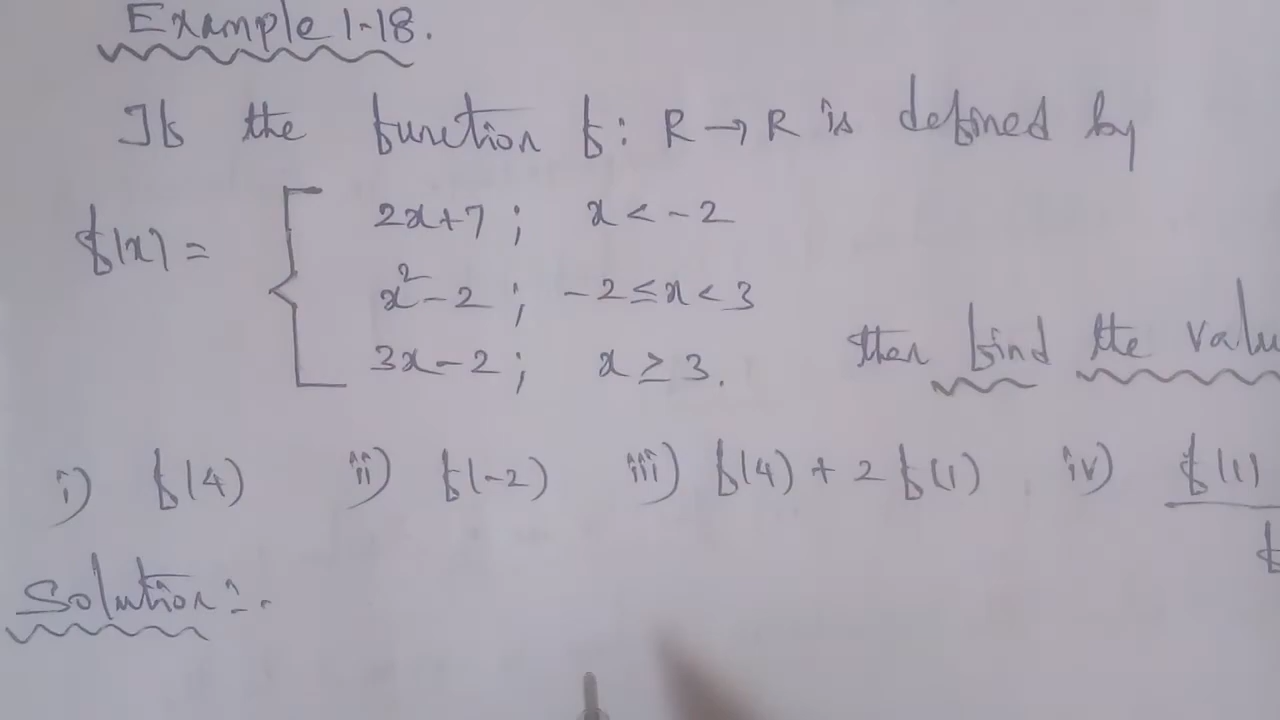 Example 1.18.
If the function f: R → R is defined by
f(x) =
2x+7 ; x < -2
x²-2 ; -2 ≤ x < 3
3x-2 ; x ≥ 3. then find the valu
i) f(4) ii) f(-2) iii) f(4) + 2 f(1) iv) f(1)
f
Solution:-